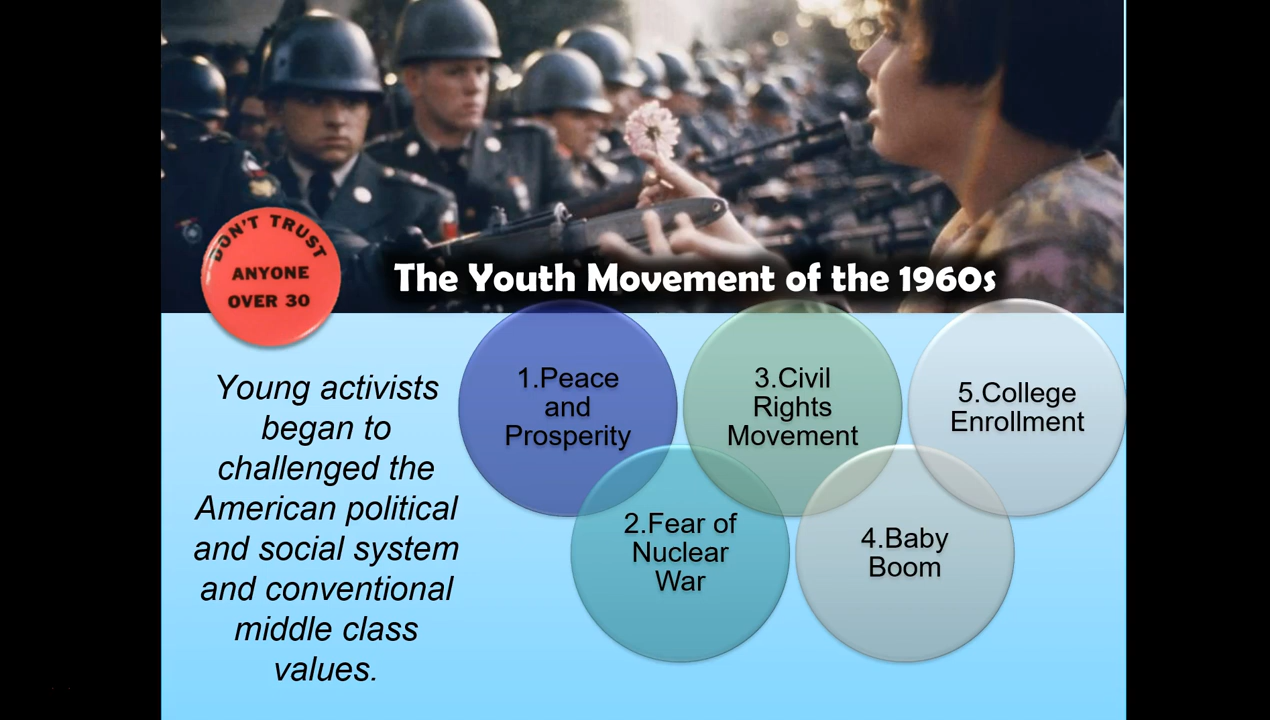 DON'T TRUST
ANYONE
OVER 30
The Youth Movement of the 1960s
Young activists
began to
challenged the
American political
and social system
and conventional
middle class
values.
1.Peace
and
Prosperity
2.Fear of
Nuclear
War
3.Civil
Rights
Movement
4.Baby
Boom
5.College
Enrollment